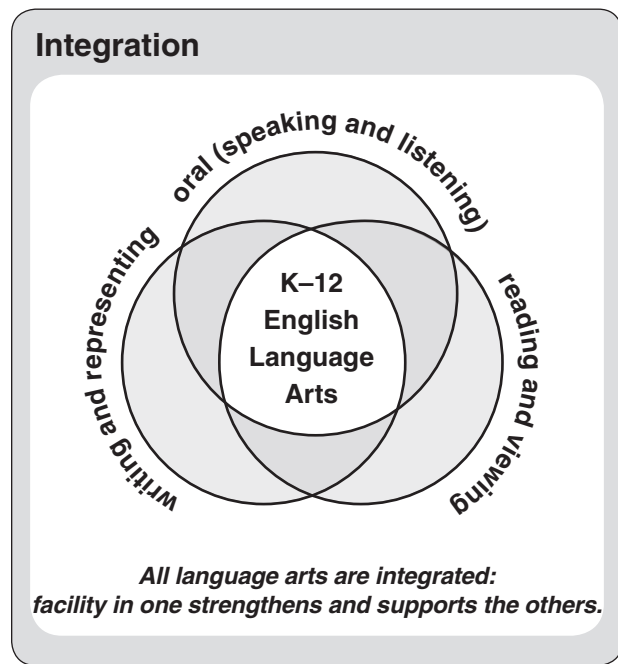 Integration
oral (speaking and listening)
writing and representing
reading and viewing
K–12
English
Language
Arts
All language arts are integrated:
facility in one strengthens and supports the others.